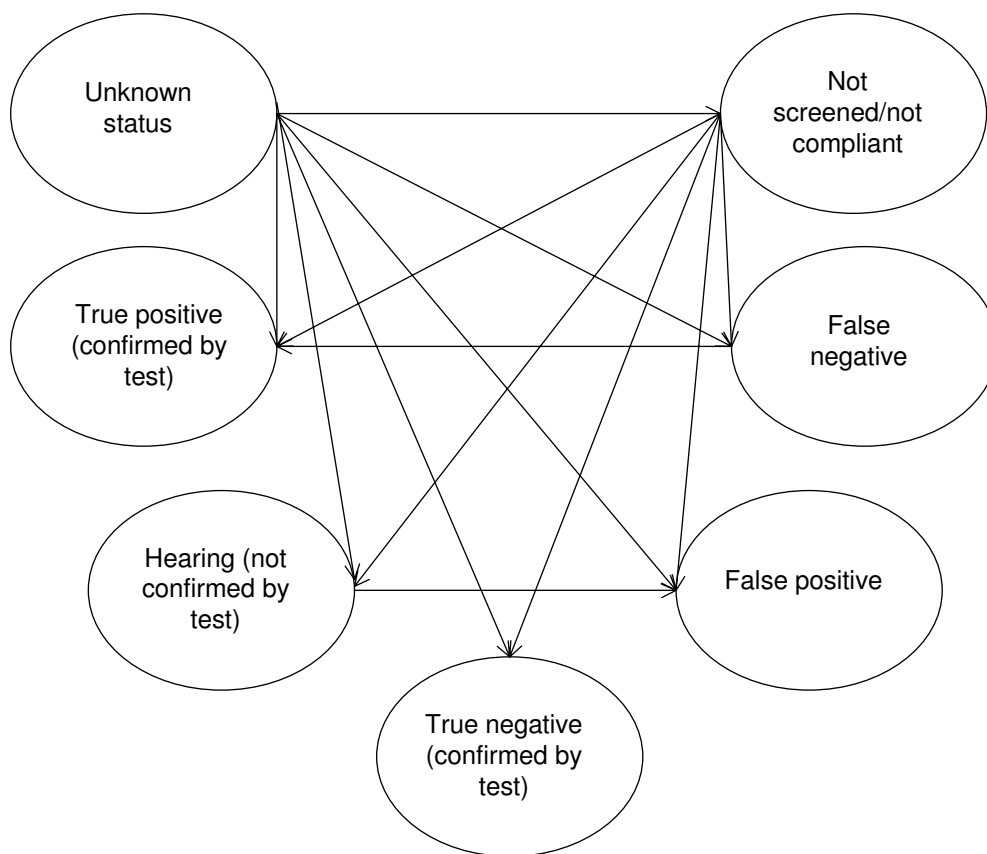 Unknown
status
Not
screened/not
compliant
True positive
(confirmed by
test)
False
negative
Hearing (not
confirmed by
test)
False positive
True negative
(confirmed by
test)